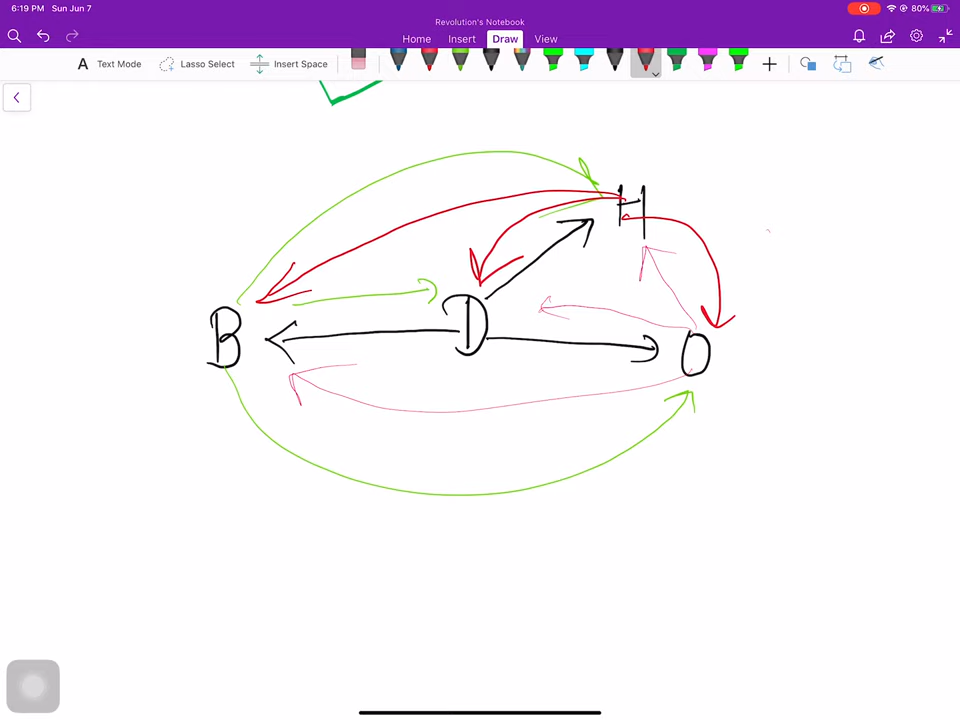 6:19 PM Sun Jun 7
80%
Revolution's Notebook
Home Insert Draw View
A Text Mode Lasso Select Insert Space
H
B D O